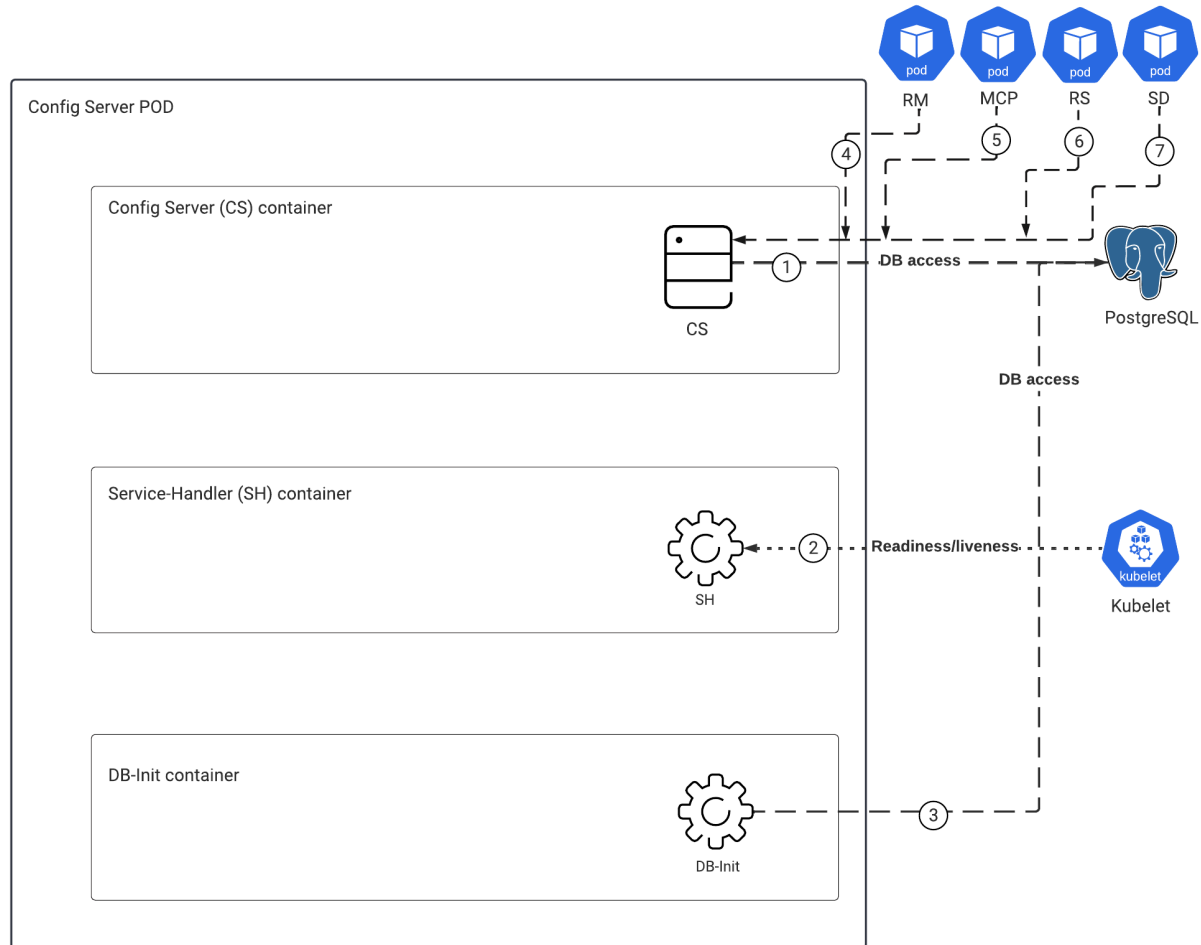 pod
pod
pod
pod
RM
MCP
RS
SD
Config Server POD
4
5
6
7
Config Server (CS) container
1
DB access
CS
PostgreSQL
DB access
Service-Handler (SH) container
2
Readiness/liveness
SH
kubelet
Kubelet
DB-Init container
3
DB-Init